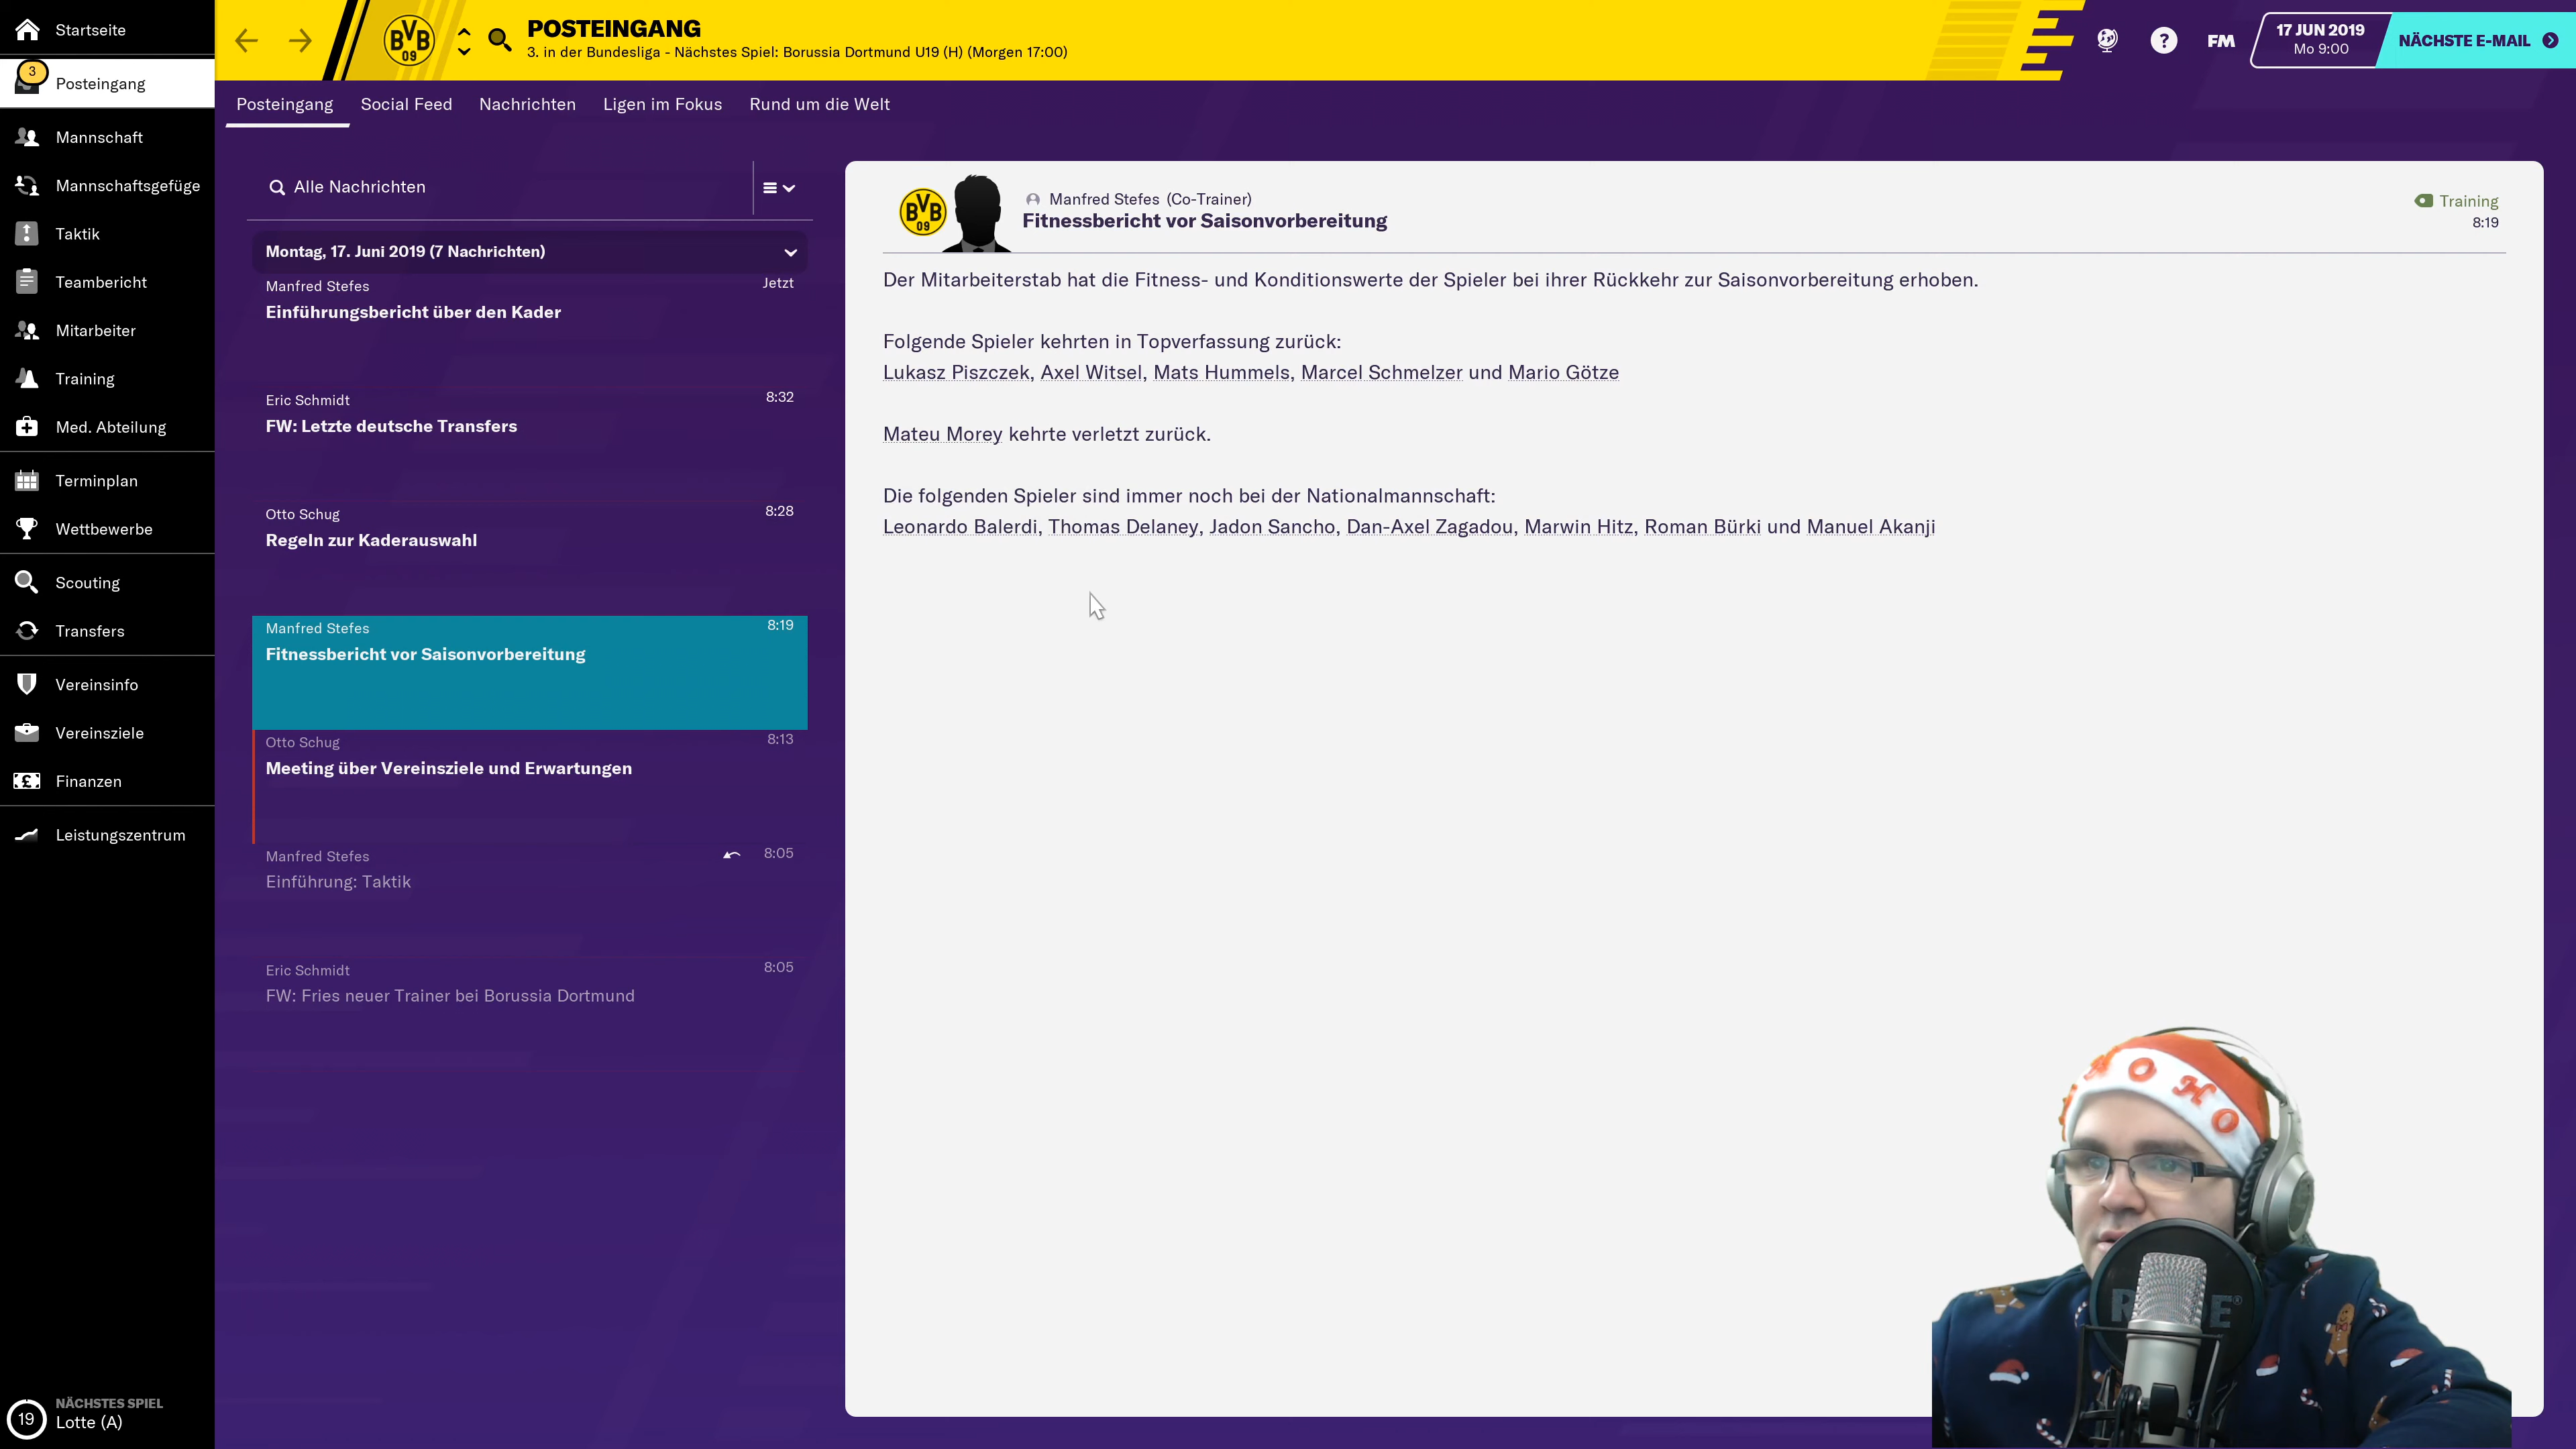 Startseite
3
Posteingang
Mannschaft
Mannschaftsgefüge
Taktik
Teambericht
Mitarbeiter
Training
Med. Abteilung
Terminplan
Wettbewerbe
Scouting
Transfers
Vereinsinfo
Vereinsziele
Finanzen
Leistungszentrum
19
NÄCHSTES SPIEL
Lotte (A)
BVB
09
POSTEINGANG
3. in der Bundesliga - Nächstes Spiel: Borussia Dortmund U19 (H) (Morgen 17:00)
?
FM
17 JUN 2019
Mo 9:00
NÄCHSTE E-MAIL
Posteingang Social Feed Nachrichten Ligen im Fokus Rund um die Welt
Alle Nachrichten
Montag, 17. Juni 2019 (7 Nachrichten)
Manfred Stefes Jetzt
Einführungsbericht über den Kader
Eric Schmidt 8:32
FW: Letzte deutsche Transfers
Otto Schug 8:28
Regeln zur Kaderauswahl
Manfred Stefes 8:19
Fitnessbericht vor Saisonvorbereitung
Otto Schug 8:13
Meeting über Vereinsziele und Erwartungen
Manfred Stefes 8:05
Einführung: Taktik
Eric Schmidt 8:05
FW: Fries neuer Trainer bei Borussia Dortmund
BVB
09
Manfred Stefes (Co-Trainer)
Fitnessbericht vor Saisonvorbereitung
Training
8:19
Der Mitarbeiterstab hat die Fitness- und Konditionswerte der Spieler bei ihrer Rückkehr zur Saisonvorbereitung erhoben.
Folgende Spieler kehrten in Topverfassung zurück:
Lukasz Piszczek, Axel Witsel, Mats Hummels, Marcel Schmelzer und Mario Götze
Mateu Morey kehrte verletzt zurück.
Die folgenden Spieler sind immer noch bei der Nationalmannschaft:
Leonardo Balerdi, Thomas Delaney, Jadon Sancho, Dan-Axel Zagadou, Marwin Hitz, Roman Bürki und Manuel Akanji
O HO